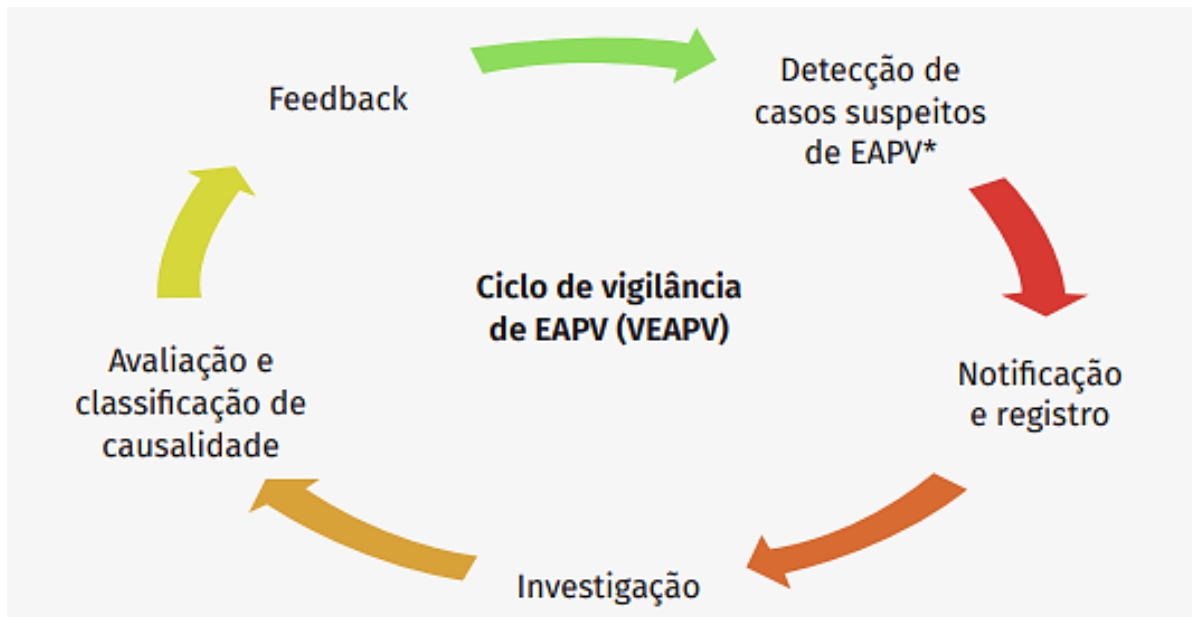 Feedback
Detecção de
casos suspeitos
de EAPV*
Ciclo de vigilância
de EAPV (VEAPV)
Notificação
e registro
Avaliação e
classificação de
causalidade
Investigação